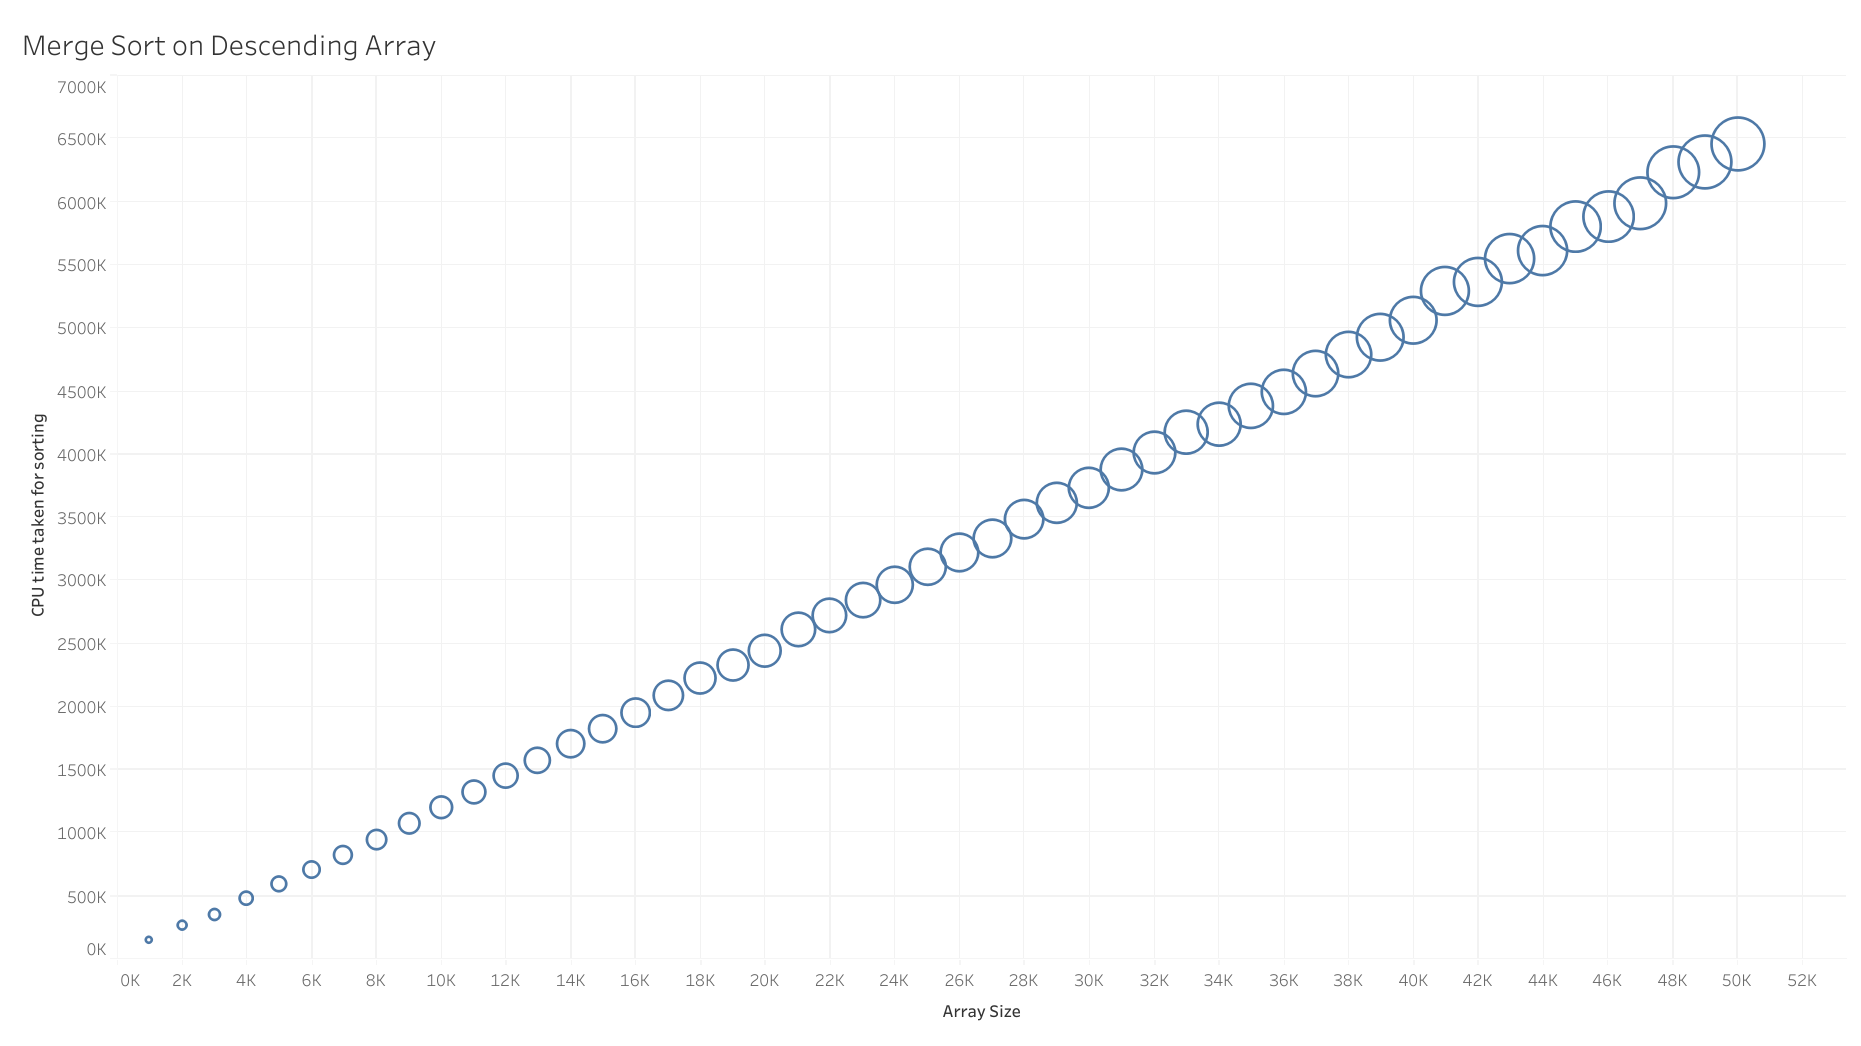 Merge Sort on Descending Array
7000K
6500K
6000K
5500K
5000K
4500K
4000K
3500K
3000K
2500K
2000K
1500K
1000K
500K
0K
CPU time taken for sorting
0K 2K 4K 6K 8K 10K 12K 14K 16K 18K 20K 22K 24K 26K 28K 30K 32K 34K 36K 38K 40K 42K 44K 46K 48K 50K 52K
Array Size